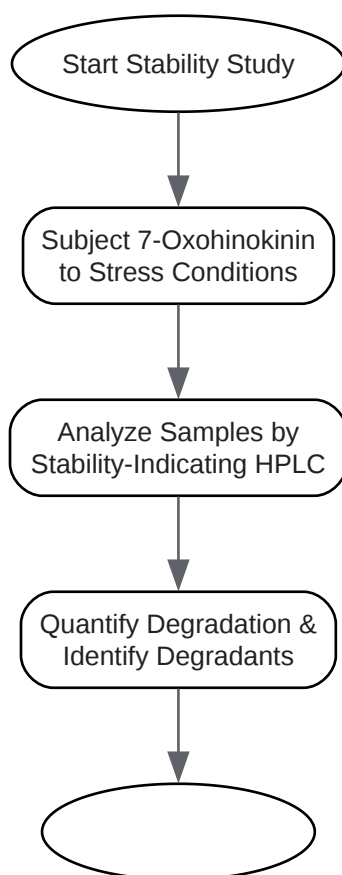 Start Stability Study
Subject 7-Oxohinokinin
to Stress Conditions
Analyze Samples by
Stability-Indicating HPLC
Quantify Degradation &
Identify Degradants